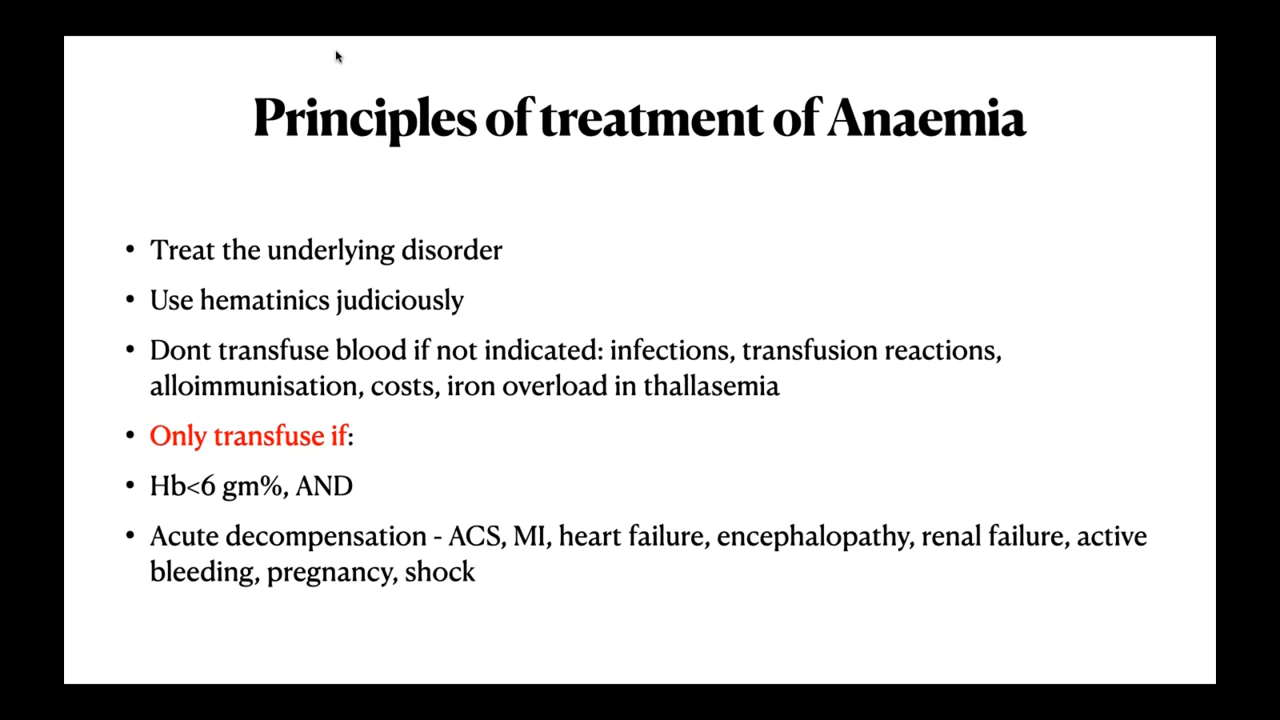 Principles of treatment of Anaemia
• Treat the underlying disorder
• Use hematinics judiciously
• Dont transfuse blood if not indicated: infections, transfusion reactions,
alloimmunisation, costs, iron overload in thallasemia
• Only transfuse if:
• Hb<6 gm%, AND
• Acute decompensation - ACS, MI, heart failure, encephalopathy, renal failure, active
bleeding, pregnancy, shock